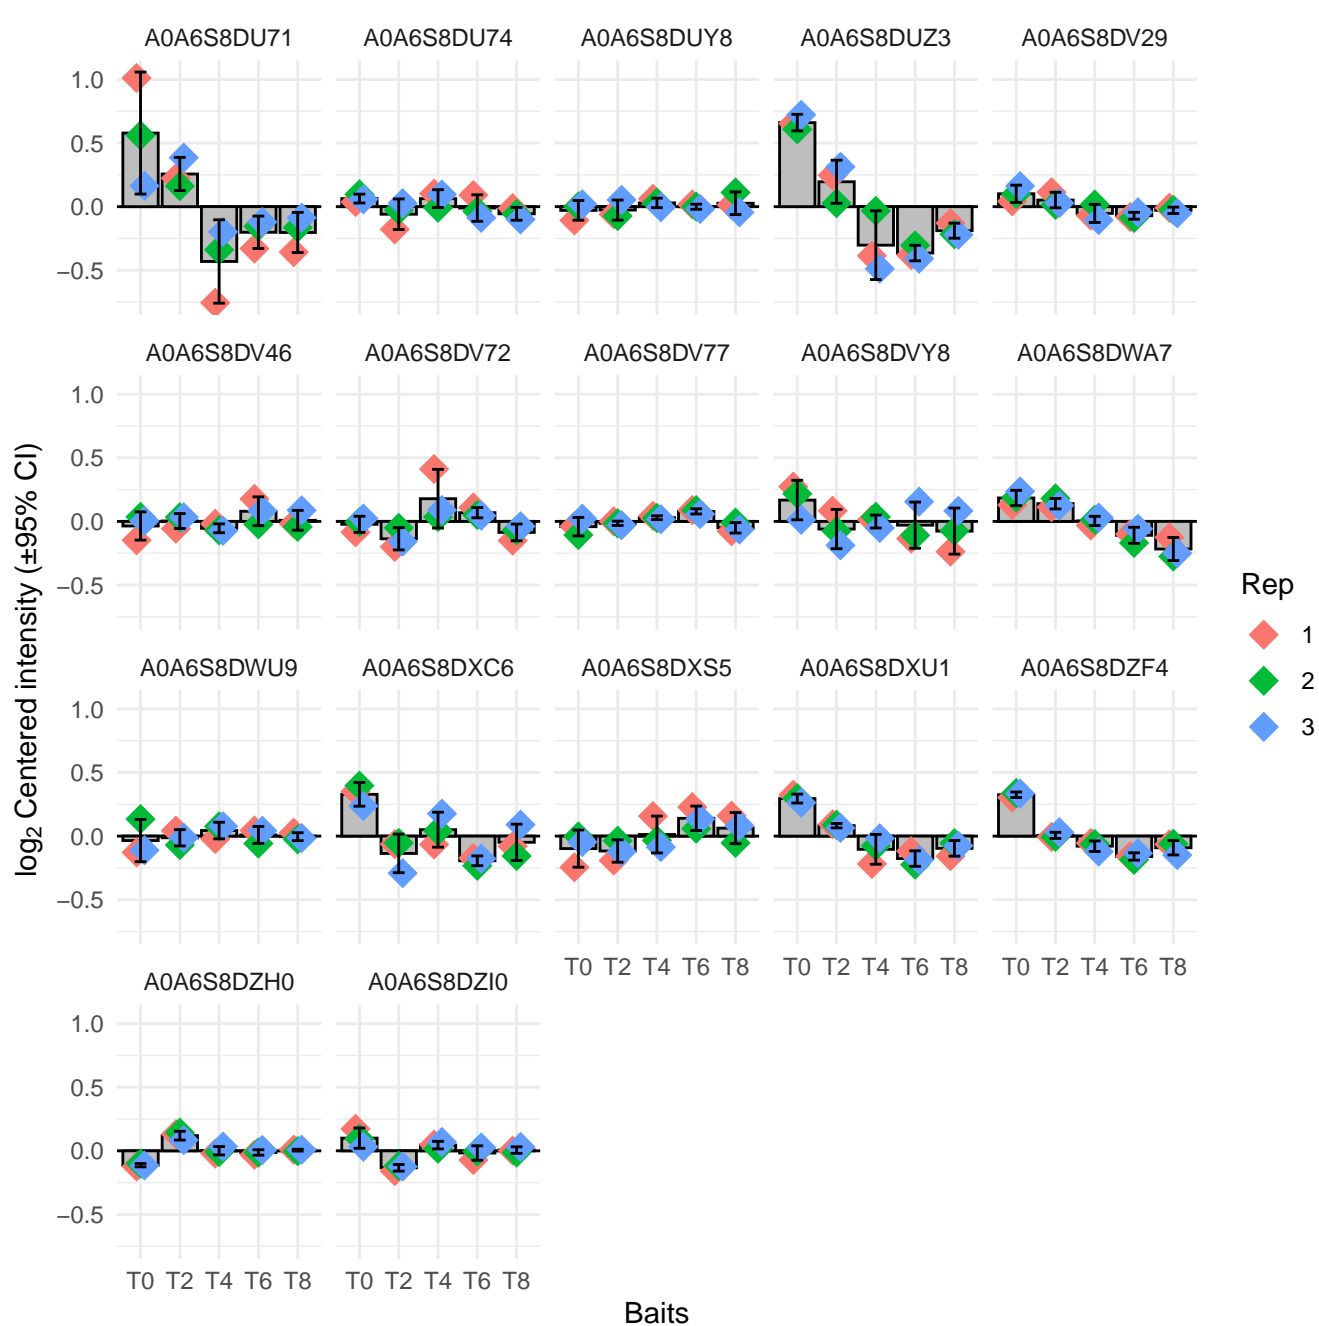 A0A6S8DU71 A0A6S8DU74 A0A6S8DUY8 A0A6S8DUZ3 A0A6S8DV29
1.0
0.5
0.0
−0.5
A0A6S8DV46 A0A6S8DV72 A0A6S8DV77 A0A6S8DVY8 A0A6S8DWA7
1.0
0.5
0.0
−0.5
A0A6S8DWU9 A0A6S8DXC6 A0A6S8DXS5 A0A6S8DXU1 A0A6S8DZF4
1.0
0.5
0.0
−0.5
T0 T2 T4 T6 T8 T0 T2 T4 T6 T8 T0 T2 T4 T6 T8
A0A6S8DZH0 A0A6S8DZI0
1.0
0.5
0.0
−0.5
T0 T2 T4 T6 T8 T0 T2 T4 T6 T8
Baits
log2 Centered intensity (±95% CI)
Rep
1
2
3